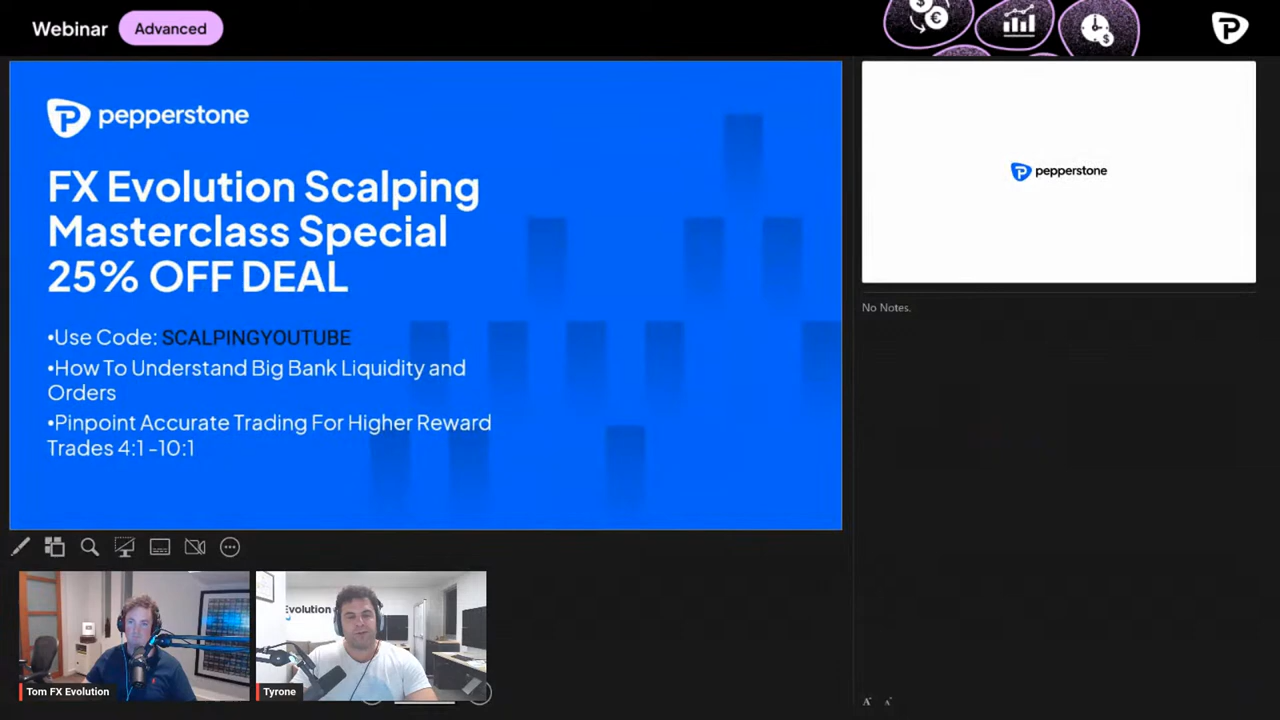 Webinar
Advanced
pepperstone
FX Evolution Scalping
Masterclass Special
25% OFF DEAL
•Use Code: SCALPINGYOUTUBE
•How To Understand Big Bank Liquidity and
Orders
•Pinpoint Accurate Trading For Higher Reward
Trades 4:1 -10:1
pepperstone
No Notes.
Evolution
Tom FX Evolution
Tyrone